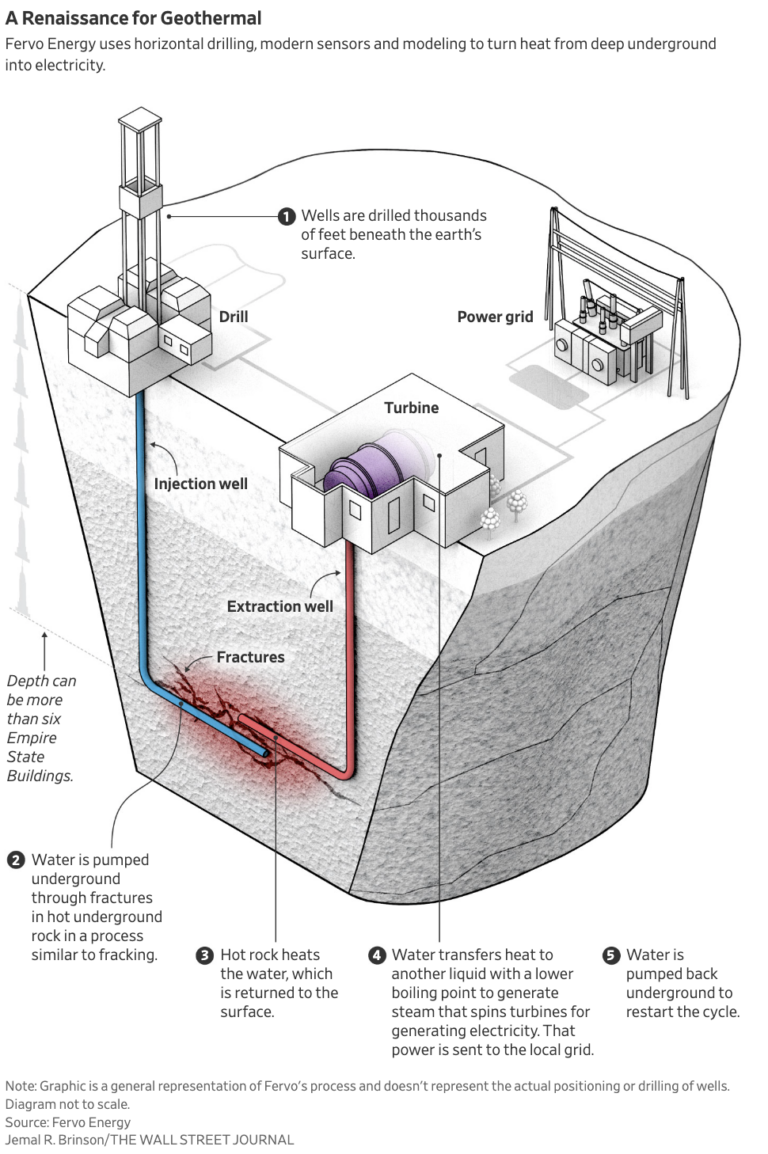 A Renaissance for Geothermal
Fervo Energy uses horizontal drilling, modern sensors and modeling to turn heat from deep underground
into electricity.
1 Wells are drilled thousands
of feet beneath the earth's
surface.
Drill
Power grid
Turbine
Injection well
Extraction well
Fractures
Depth can
be more
than six
Empire
State
Buildings.
2 Water is pumped
underground
through fractures
in hot underground
rock in a process
similar to fracking.
3 Hot rock heats
the water, which
is returned to the
surface.
4 Water transfers heat to
another liquid with a lower
boiling point to generate
steam that spins turbines for
generating electricity. That
power is sent to the local grid.
5 Water is
pumped back
underground to
restart the cycle.
Note: Graphic is a general representation of Fervo's process and doesn't represent the actual positioning or drilling of wells.
Diagram not to scale.
Source: Fervo Energy
Jemal R. Brinson/THE WALL STREET JOURNAL